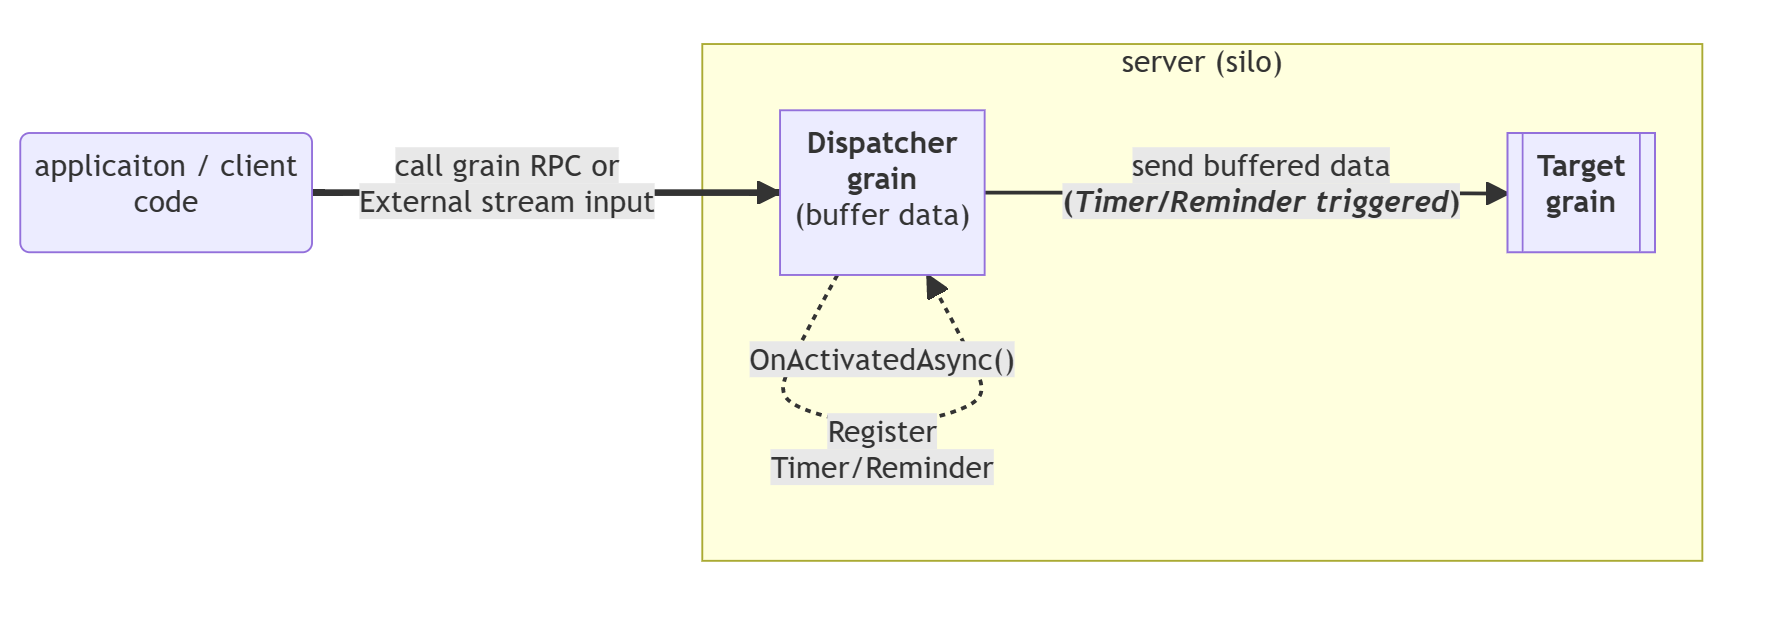 server (silo)
applicaiton / client
code
call grain RPC or
External stream input
Dispatcher
grain
(buffer data)
send buffered data
(Timer/Reminder triggered)
Target
grain
OnActivatedAsync()
Register
Timer/Reminder